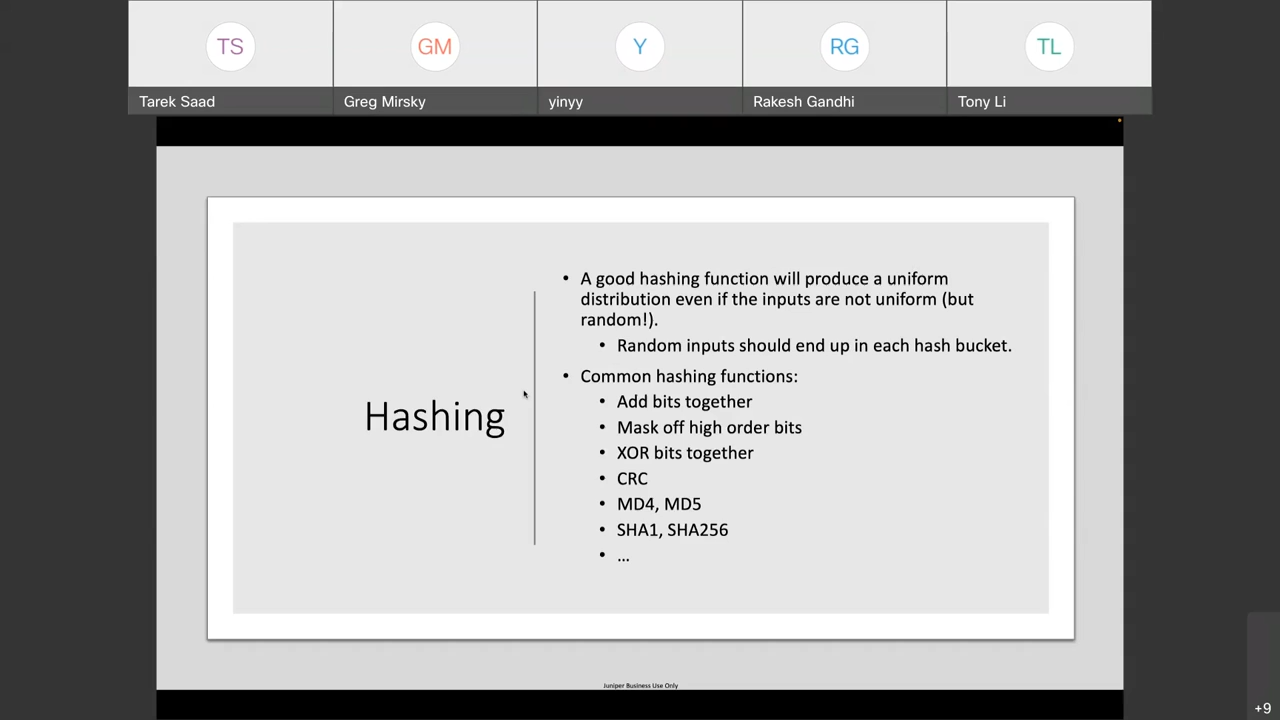 TS
GM
Y
RG
TL
Tarek Saad
Greg Mirsky
yinyy
Rakesh Gandhi
Tony Li
Hashing
• A good hashing function will produce a uniform
distribution even if the inputs are not uniform (but
random!).
• Random inputs should end up in each hash bucket.
• Common hashing functions:
• Add bits together
• Mask off high order bits
• XOR bits together
• CRC
• MD4, MD5
• SHA1, SHA256
• ...
Juniper Business Use Only
+9